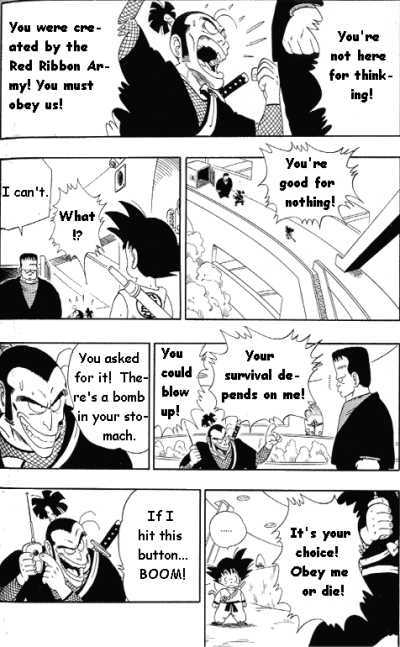 You're
not here
for think-
ing!
You were cre-
ated by the
Red Ribbon Ar-
my! You must
obey us!
You're
good for
nothing!
What
!?
I can't.
......
Your
survival de-
pends on me!
You
could
blow
up!
You asked
for it! The-
re's a bomb
in your sto-
mach.
It's your
choice!
Obey me
or die!
......
If I
hit this
button...
BOOM!